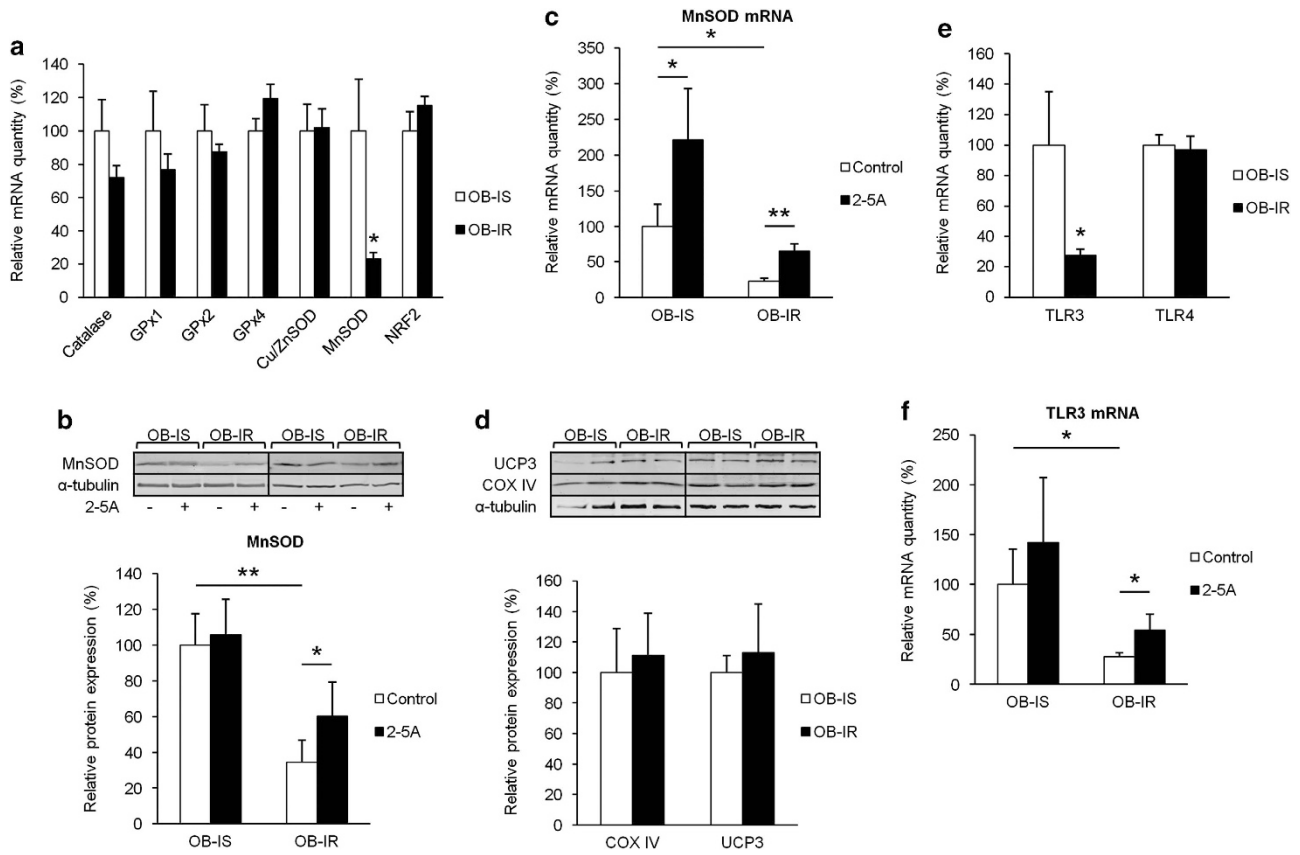 a
Relative mRNA quantity (%)
140
120
100
80
60
40
20
0
*
Catalase
GPx1
GPx2
GPx4
Cu/ZnSOD
MnSOD
NRF2
OB-IS
OB-IR
c
MnSOD mRNA
Relative mRNA quantity (%)
350
300
250
200
150
100
50
0
*
*
**
OB-IS
OB-IR
Control
2-5A
e
Relative mRNA quantity (%)
160
140
120
100
80
60
40
20
0
*
TLR3
TLR4
OB-IS
OB-IR
b
OB-IS OB-IR OB-IS OB-IR
MnSOD
α-tubulin
2-5A - + - + - + - +
MnSOD
Relative protein expression (%)
140
120
100
80
60
40
20
0
**
*
OB-IS
OB-IR
Control
2-5A
d
OB-IS OB-IR OB-IS OB-IR
UCP3
COX IV
α-tubulin
Relative protein expression (%)
160
140
120
100
80
60
40
20
0
COX IV
UCP3
OB-IS
OB-IR
f
TLR3 mRNA
Relative mRNA quantity (%)
250
200
150
100
50
0
*
*
OB-IS
OB-IR
Control
2-5A